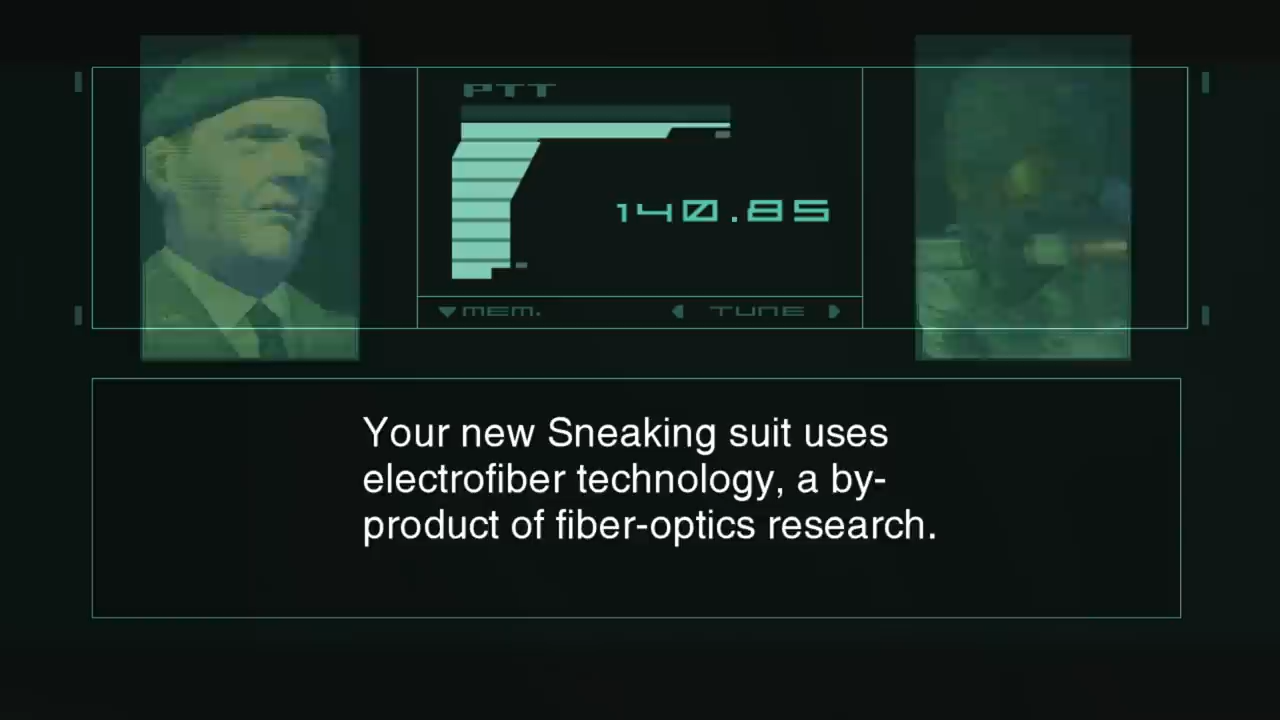 PTT
140.85
MEM.
TUNE
Your new Sneaking suit uses
electrofiber technology, a by-
product of fiber-optics research.